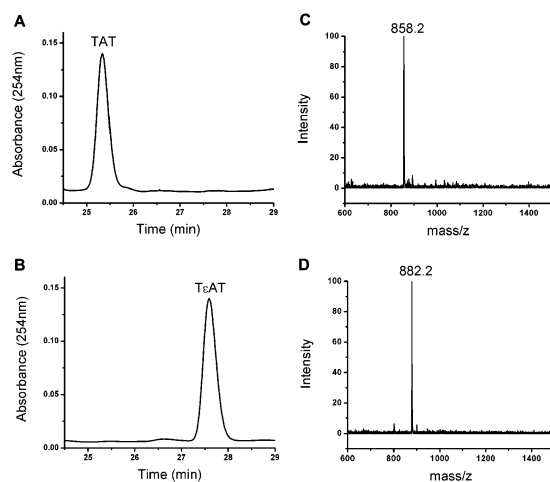 A
TAT
0.15
0.10
0.05
0.00
Absorbance (254nm)
25 26 27 28 29
Time (min)
C
858.2
100
80
60
40
20
0
Intensity
600 800 1000 1200 1400
mass/z
B
TεAT
0.15
0.10
0.05
0.00
Absorbance (254nm)
25 26 27 28 29
Time (min)
D
882.2
100
80
60
40
20
0
Intensity
600 800 1000 1200 1400
mass/z